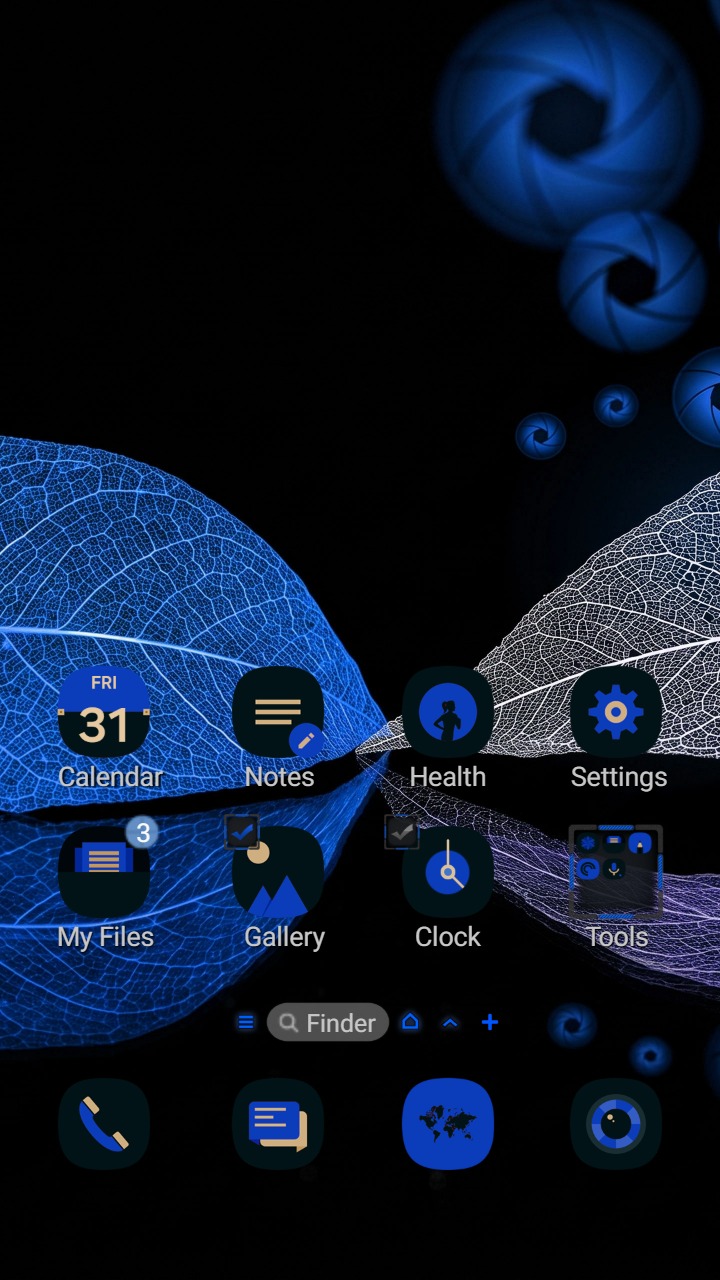 FRI
31
Calendar
Notes
Health
Settings
3
My Files
Gallery
Clock
Tools
Finder